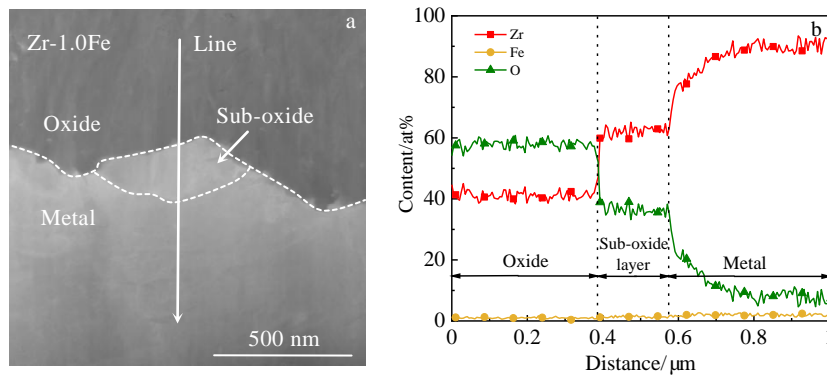 a
Zr-1.0Fe
Line
Sub-oxide
Oxide
Metal
500 nm
b
Zr
Fe
O
Content/at%
100
80
60
40
20
0
Oxide
Sub-oxide
layer
Metal
0
0.2
0.3
0.4
0.6
0.8
Distance/μm